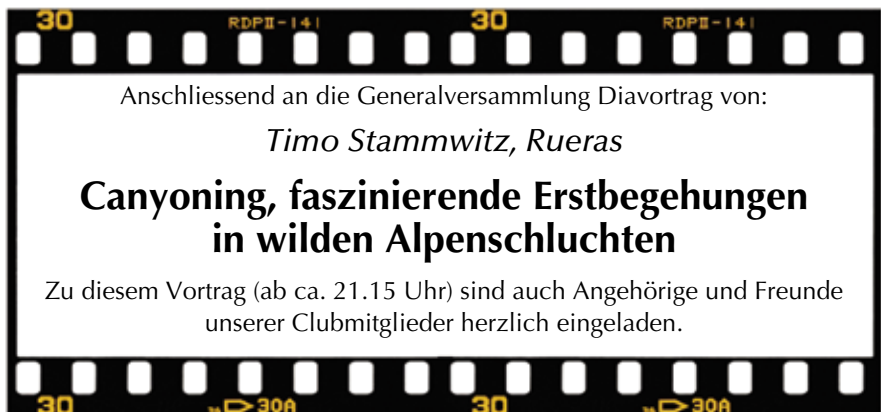 30 RDPII-141 30 RDPII-141
Anschliessend an die Generalversammlung Diavortrag von:
Timo Stammwitz, Rueras
Canyoning, faszinierende Erstbegehungen
in wilden Alpenschluchten
Zu diesem Vortrag (ab ca. 21.15 Uhr) sind auch Angehörige und Freunde
unserer Clubmitglieder herzlich eingeladen.
30 30A 30 30A